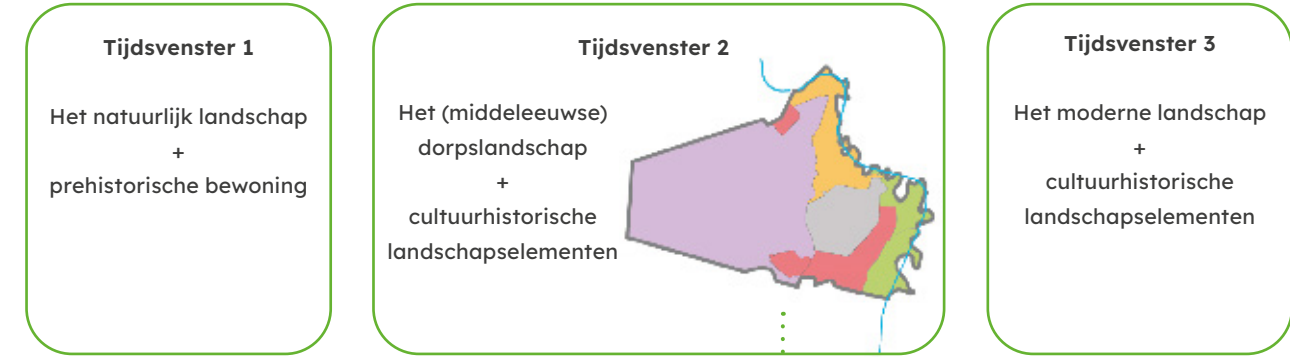 Tijdsvenster 1
Het natuurlijk landschap
+
prehistorische bewoning
Tijdsvenster 2
Het (middeleeuwse)
dorpslandschap
+
cultuurhistorische
landschapselementen
Tijdsvenster 3
Het moderne landschap
+
cultuurhistorische
landschapselementen